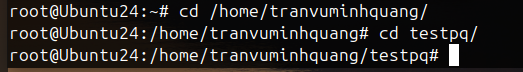 root@Ubuntu24:~# cd /home/tranvuminhquang/
root@Ubuntu24:/home/tranvuminhquang# cd testpq/
root@Ubuntu24:/home/tranvuminhquang/testpq#